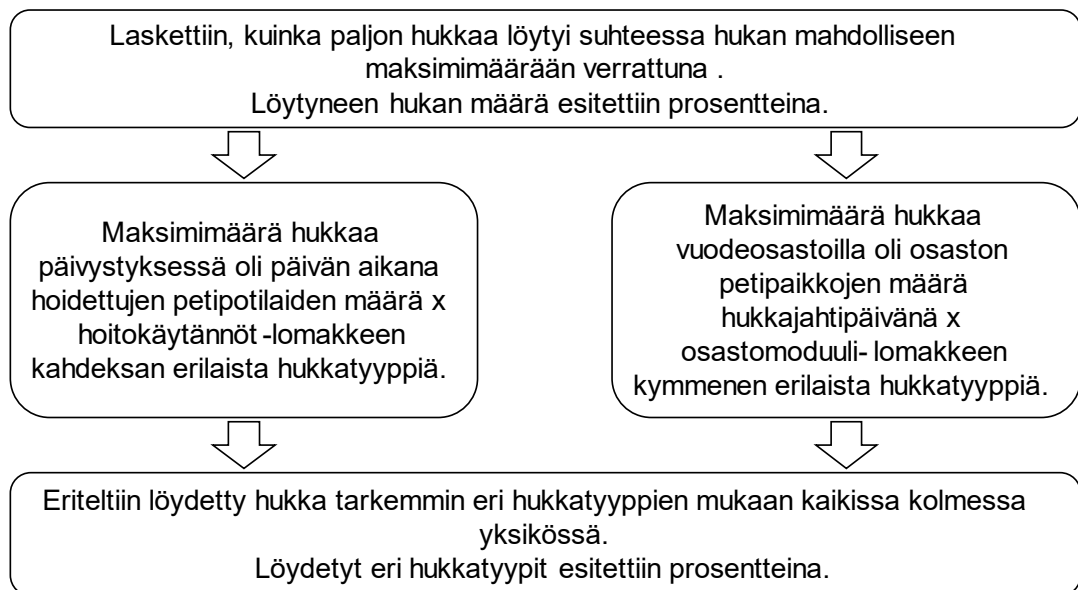 Laskettiin, kuinka paljon hukkaa löytyi suhteessa hukan mahdolliseen
maksimimäärään verrattuna .
Löytyneen hukan määrä esitettiin prosentteina.
Maksimimäärä hukkaa
päivystyksessä oli päivän aikana
hoidettujen petipotilaiden määrä x
hoitokäytännöt -lomakkeen
kahdeksan erilaista hukkatyyppiä.
Maksimimäärä hukkaa
vuodeosastoilla oli osaston
petipaikkojen määrä
hukkajahtipäivänä x
osastomoduuli- lomakkeen
kymmenen erilaista hukkatyyppiä.
Eriteltiin löydetty hukka tarkemmin eri hukkatyyppien mukaan kaikissa kolmessa
yksikössä.
Löydetyt eri hukkatyypit esitettiin prosentteina.